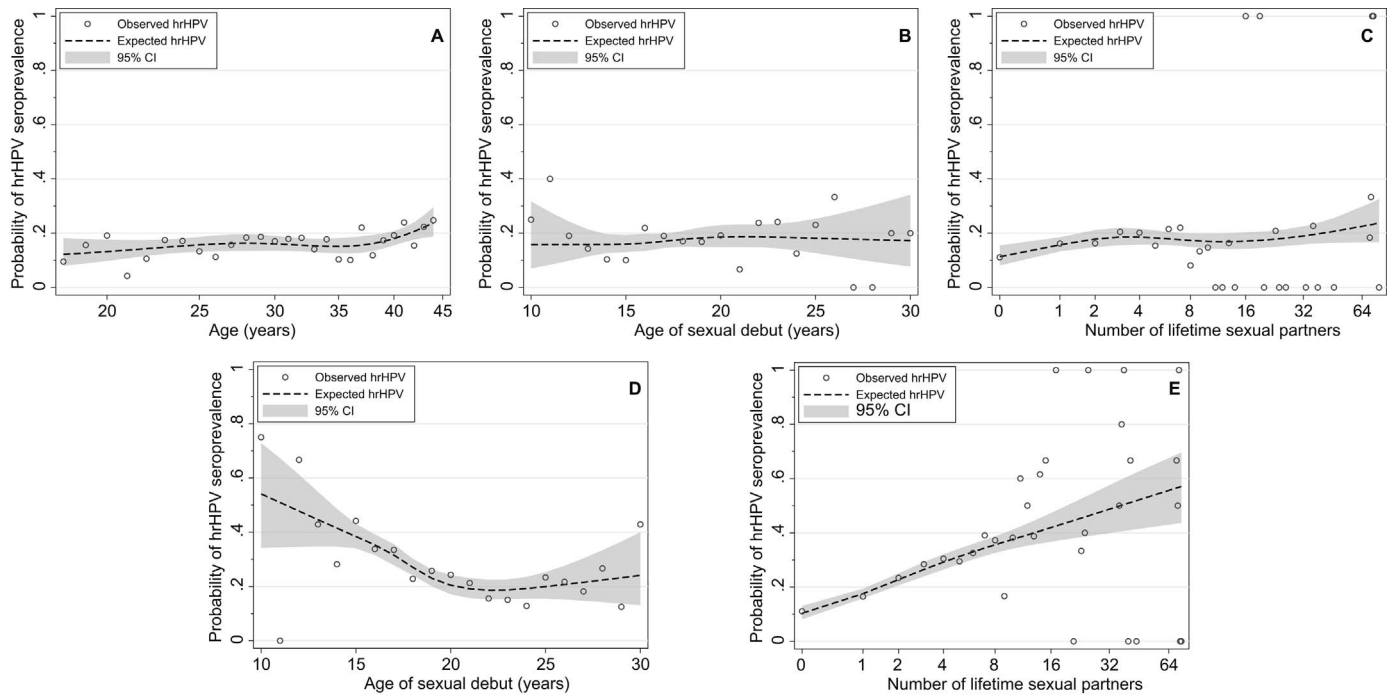 Probability of hrHPV seroprevalence
1
.8
.6
.4
.2
0
Observed hrHPV
Expected hrHPV
95% CI
A
20
25
30
35
40
45
Age (years)
Probability of hrHPV seroprevalence
1
.8
.6
.4
.2
0
Observed hrHPV
Expected hrHPV
95% CI
B
10
15
20
25
30
Age of sexual debut (years)
Probability of hrHPV seroprevalence
1
.8
.6
.4
.2
0
Observed hrHPV
Expected hrHPV
95% CI
C
0
1
2
4
8
16
32
64
Number of lifetime sexual partners
Probability of hrHPV seroprevalence
1
.8
.6
.4
.2
0
Observed hrHPV
Expected hrHPV
95% CI
D
10
15
20
25
30
Age of sexual debut (years)
Probability of hrHPV seroprevalence
1
.8
.6
.4
.2
0
Observed hrHPV
Expected hrHPV
95% CI
E
0
1
2
4
8
16
32
64
Number of lifetime sexual partners